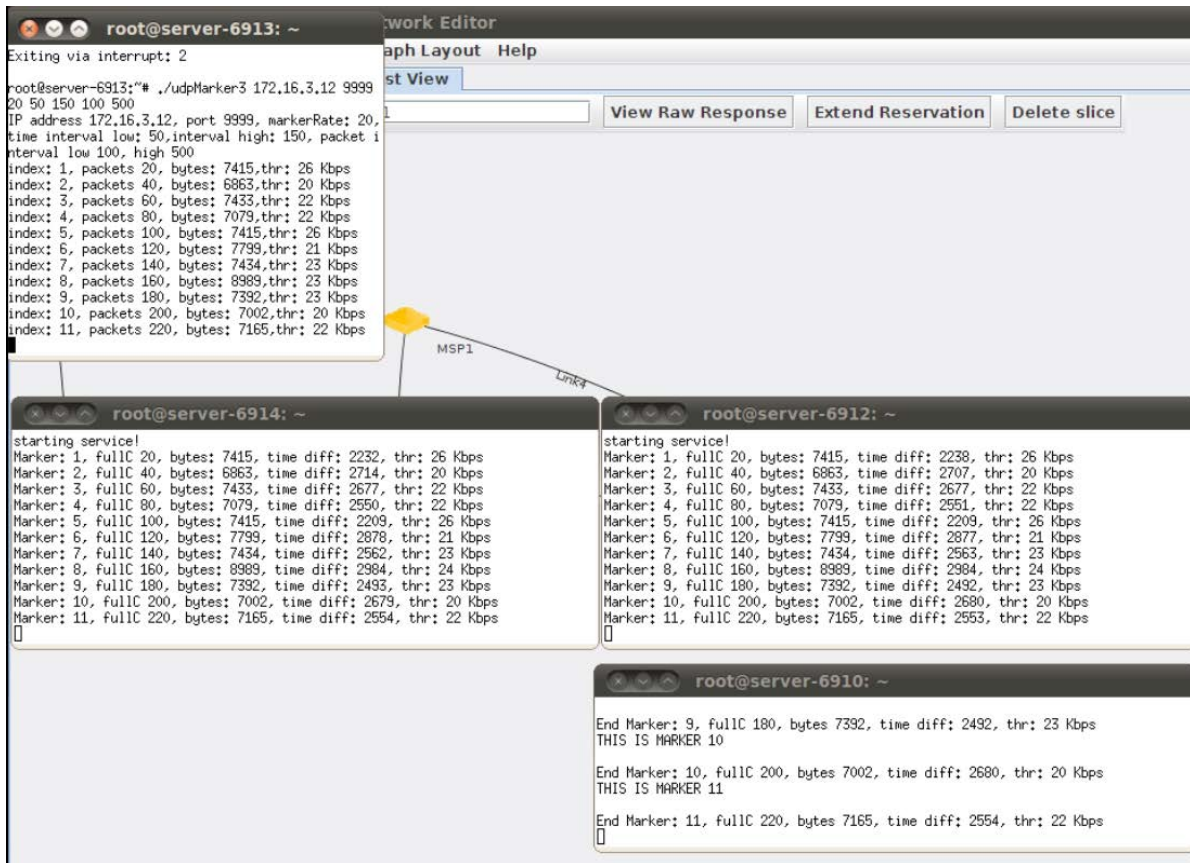 root@server-6913: ~
Exiting via interrupt: 2
root@server-6913:~# ./udpMarker3 172.16.3.12 9999
20 50 150 100 500
IP address 172.16.3.12, port 9999, markerRate: 20,
time interval low: 50,interval high: 150, packet i
nterval low 100, high 500
index: 1, packets 20, bytes: 7415,thr: 26 Kbps
index: 2, packets 40, bytes: 6863,thr: 20 Kbps
index: 3, packets 60, bytes: 7433,thr: 22 Kbps
index: 4, packets 80, bytes: 7079,thr: 22 Kbps
index: 5, packets 100, bytes: 7415,thr: 26 Kbps
index: 6, packets 120, bytes: 7799,thr: 21 Kbps
index: 7, packets 140, bytes: 7434,thr: 23 Kbps
index: 8, packets 160, bytes: 8989,thr: 23 Kbps
index: 9, packets 180, bytes: 7392,thr: 23 Kbps
index: 10, packets 200, bytes: 7002,thr: 20 Kbps
index: 11, packets 220, bytes: 7165,thr: 22 Kbps
twork Editor
aph Layout Help
st View
1 View Raw Response Extend Reservation Delete slice
MSP1
Link4
root@server-6914: ~
starting service!
Marker: 1, fullC 20, bytes: 7415, time diff: 2232, thr: 26 Kbps
Marker: 2, fullC 40, bytes: 6863, time diff: 2714, thr: 20 Kbps
Marker: 3, fullC 60, bytes: 7433, time diff: 2677, thr: 22 Kbps
Marker: 4, fullC 80, bytes: 7079, time diff: 2550, thr: 22 Kbps
Marker: 5, fullC 100, bytes: 7415, time diff: 2209, thr: 26 Kbps
Marker: 6, fullC 120, bytes: 7799, time diff: 2878, thr: 21 Kbps
Marker: 7, fullC 140, bytes: 7434, time diff: 2562, thr: 23 Kbps
Marker: 8, fullC 160, bytes: 8989, time diff: 2984, thr: 24 Kbps
Marker: 9, fullC 180, bytes: 7392, time diff: 2493, thr: 23 Kbps
Marker: 10, fullC 200, bytes: 7002, time diff: 2679, thr: 20 Kbps
Marker: 11, fullC 220, bytes: 7165, time diff: 2554, thr: 22 Kbps
root@server-6912: ~
starting service!
Marker: 1, fullC 20, bytes: 7415, time diff: 2238, thr: 26 Kbps
Marker: 2, fullC 40, bytes: 6863, time diff: 2707, thr: 20 Kbps
Marker: 3, fullC 60, bytes: 7433, time diff: 2677, thr: 22 Kbps
Marker: 4, fullC 80, bytes: 7079, time diff: 2551, thr: 22 Kbps
Marker: 5, fullC 100, bytes: 7415, time diff: 2209, thr: 26 Kbps
Marker: 6, fullC 120, bytes: 7799, time diff: 2877, thr: 21 Kbps
Marker: 7, fullC 140, bytes: 7434, time diff: 2563, thr: 23 Kbps
Marker: 8, fullC 160, bytes: 8989, time diff: 2984, thr: 24 Kbps
Marker: 9, fullC 180, bytes: 7392, time diff: 2492, thr: 23 Kbps
Marker: 10, fullC 200, bytes: 7002, time diff: 2680, thr: 20 Kbps
Marker: 11, fullC 220, bytes: 7165, time diff: 2553, thr: 22 Kbps
root@server-6910: ~
End Marker: 9, fullC 180, bytes 7392, time diff: 2492, thr: 23 Kbps
THIS IS MARKER 10
End Marker: 10, fullC 200, bytes 7002, time diff: 2680, thr: 20 Kbps
THIS IS MARKER 11
End Marker: 11, fullC 220, bytes 7165, time diff: 2554, thr: 22 Kbps